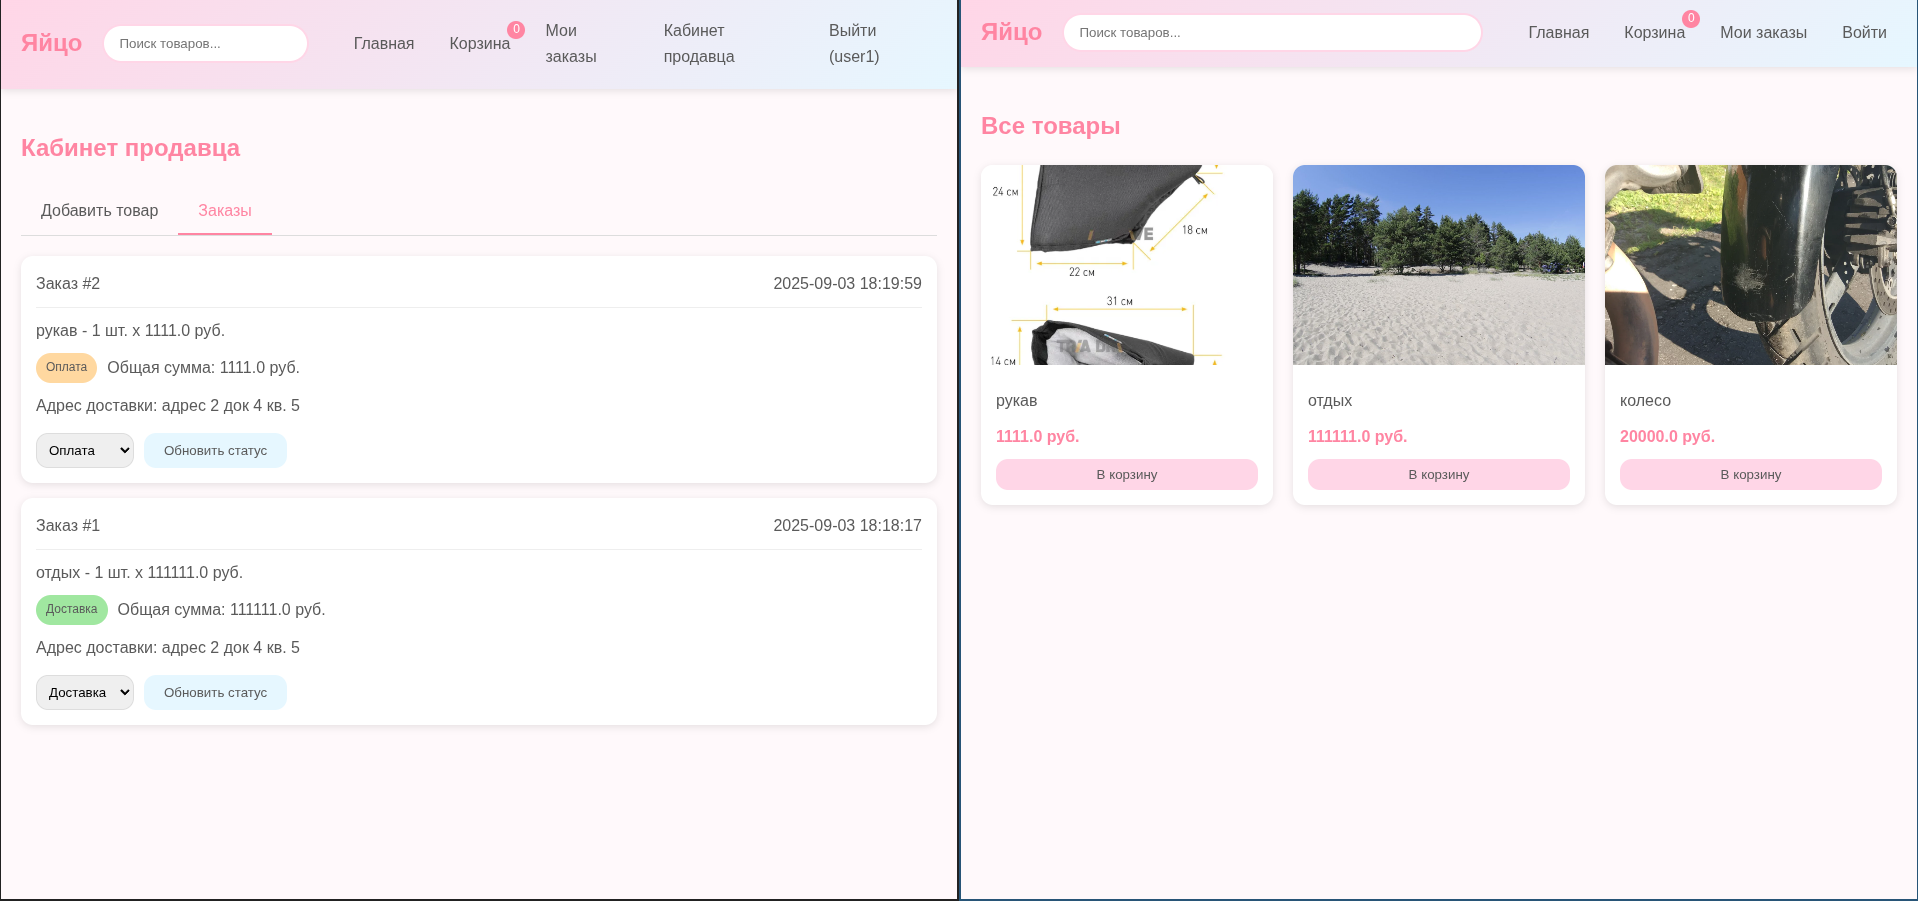 Яйцо
Поиск товаров...
Главная
Корзина
0
Мои
заказы
Кабинет
продавца
Выйти
(user1)
Кабинет продавца
Добавить товар
Заказы
Заказ #2
2025-09-03 18:19:59
рукав - 1 шт. x 1111.0 руб.
Оплата
Общая сумма: 1111.0 руб.
Адрес доставки: адрес 2 док 4 кв. 5
Оплата
Обновить статус
Заказ #1
2025-09-03 18:18:17
отдых - 1 шт. x 111111.0 руб.
Доставка
Общая сумма: 111111.0 руб.
Адрес доставки: адрес 2 док 4 кв. 5
Доставка
Обновить статус
Яйцо
Поиск товаров...
Главная
Корзина
0
Мои заказы
Войти
Все товары
24 см
18 см
22 см
31 см
14 см
рукав
1111.0 руб.
В корзину
отдых
111111.0 руб.
В корзину
колесо
20000.0 руб.
В корзину